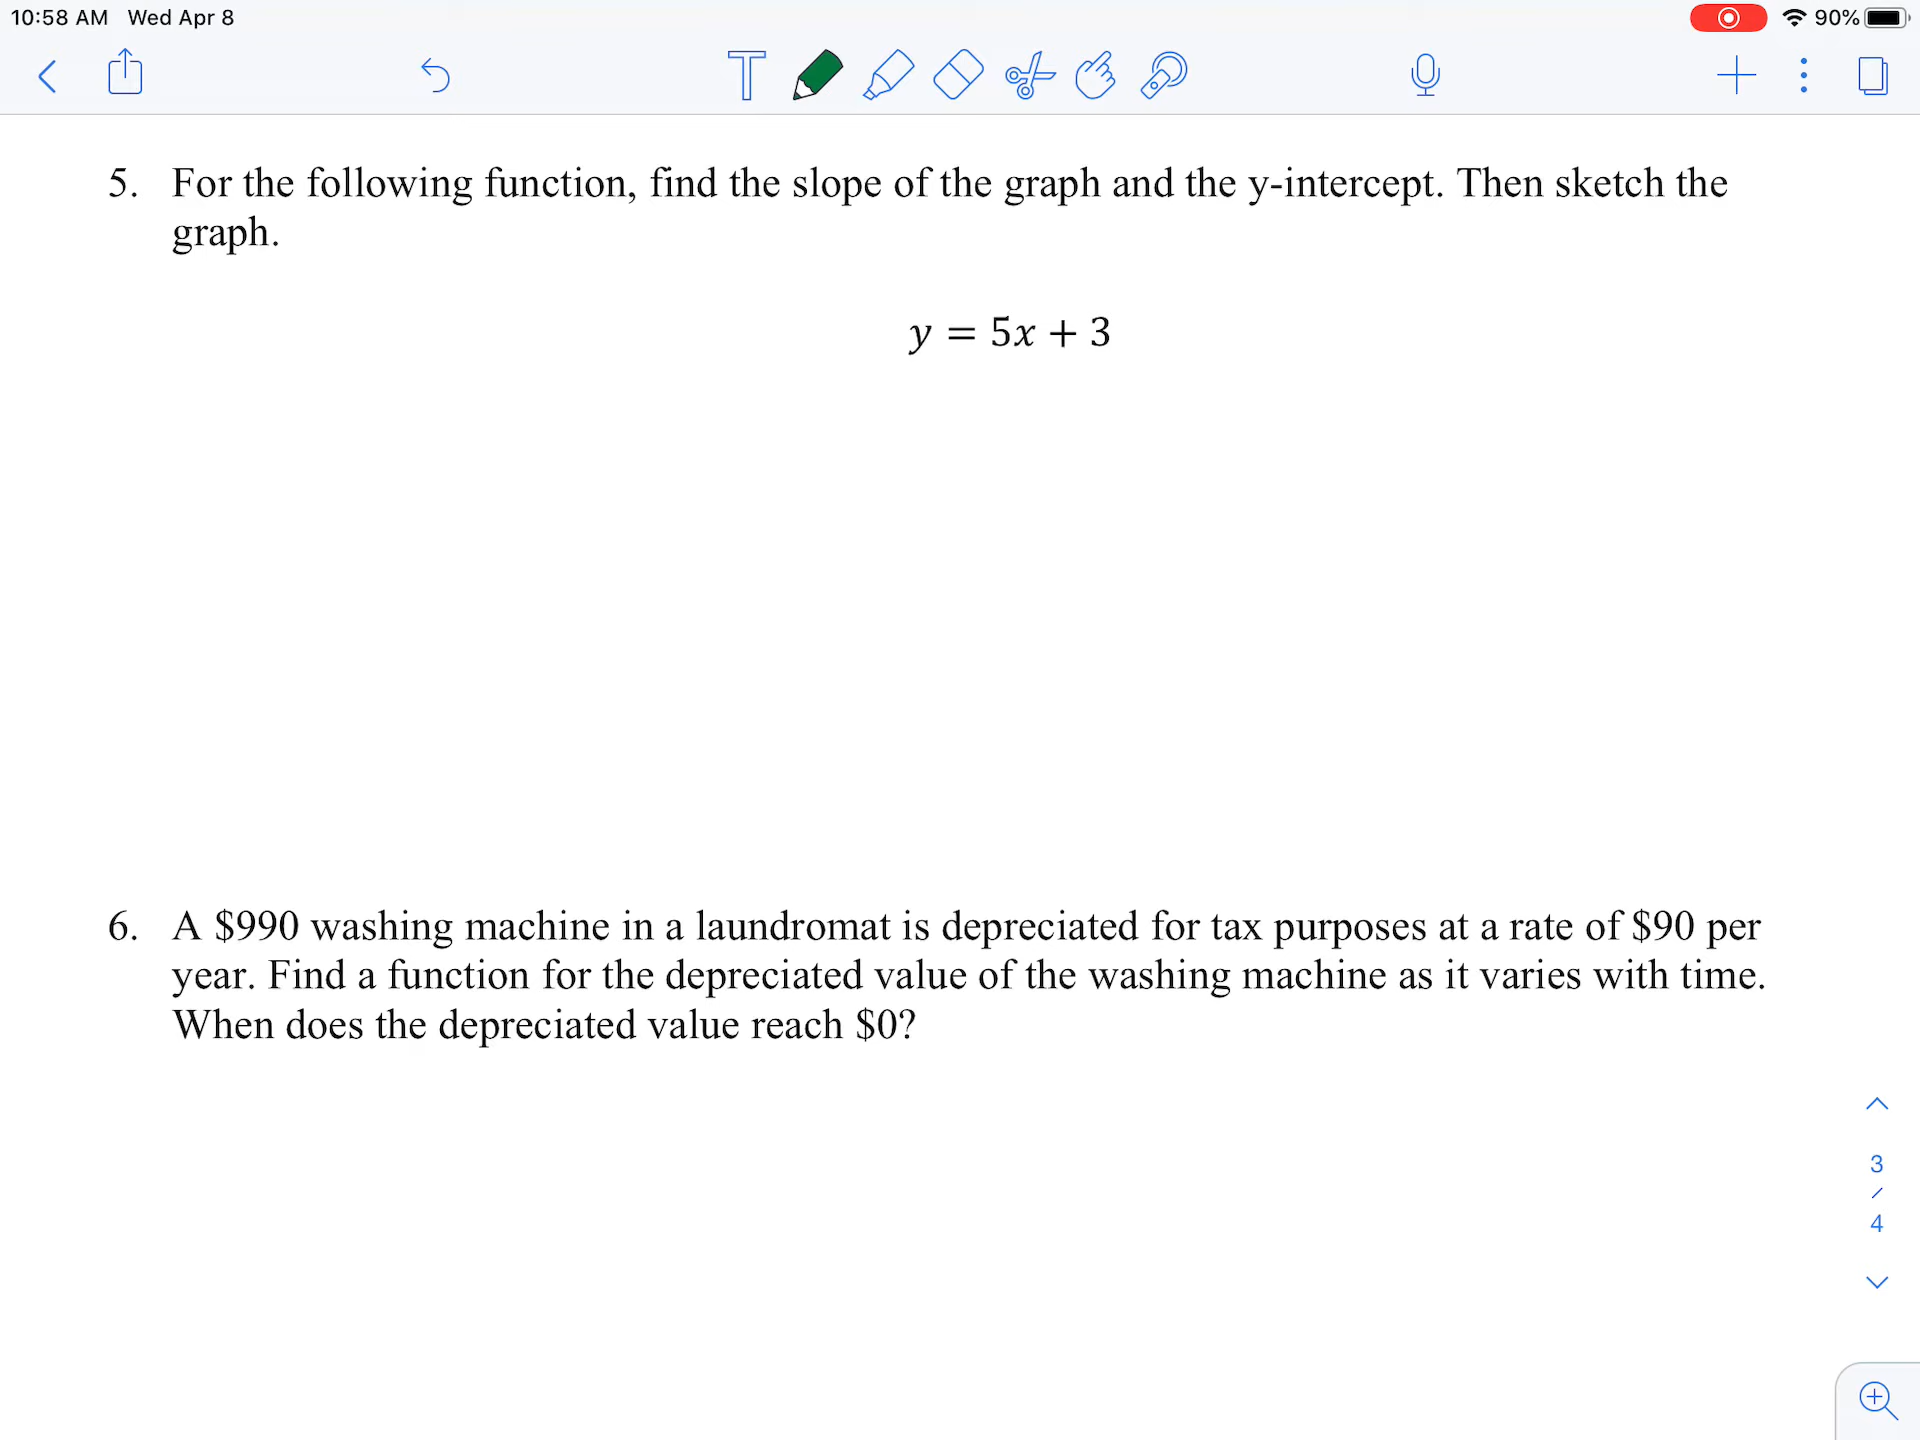 10:58 AM Wed Apr 8
90%
T
5. For the following function, find the slope of the graph and the y-intercept. Then sketch the
graph.
y = 5x + 3
6. A $990 washing machine in a laundromat is depreciated for tax purposes at a rate of $90 per
year. Find a function for the depreciated value of the washing machine as it varies with time.
When does the depreciated value reach $0?
3
/
4